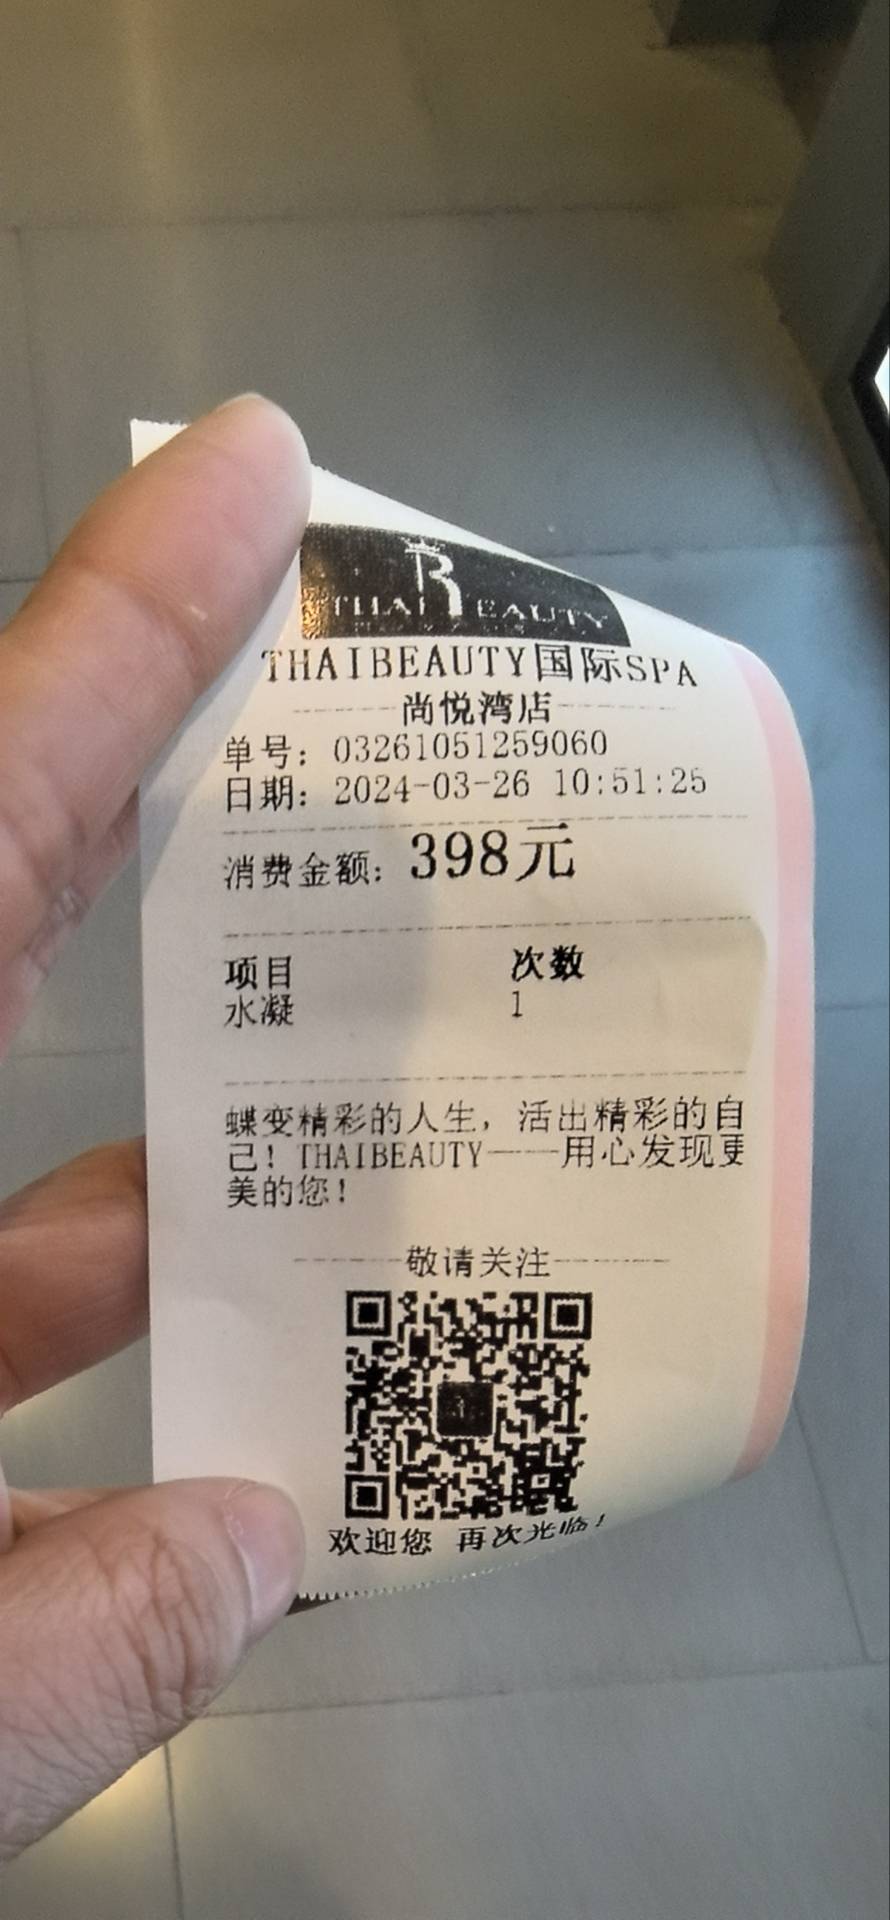 THAI BEAUTY
THAIBEAUTY国际SPA
尚悦湾店
单号：03261051259060
日期：2024-03-26 10:51:25
消费金额：398元
项目 次数
水凝 1
蝶变精彩的人生，活出精彩的自
己！THAIBEAUTY——用心发现更
美的您！
敬请关注
欢迎您 再次光临！